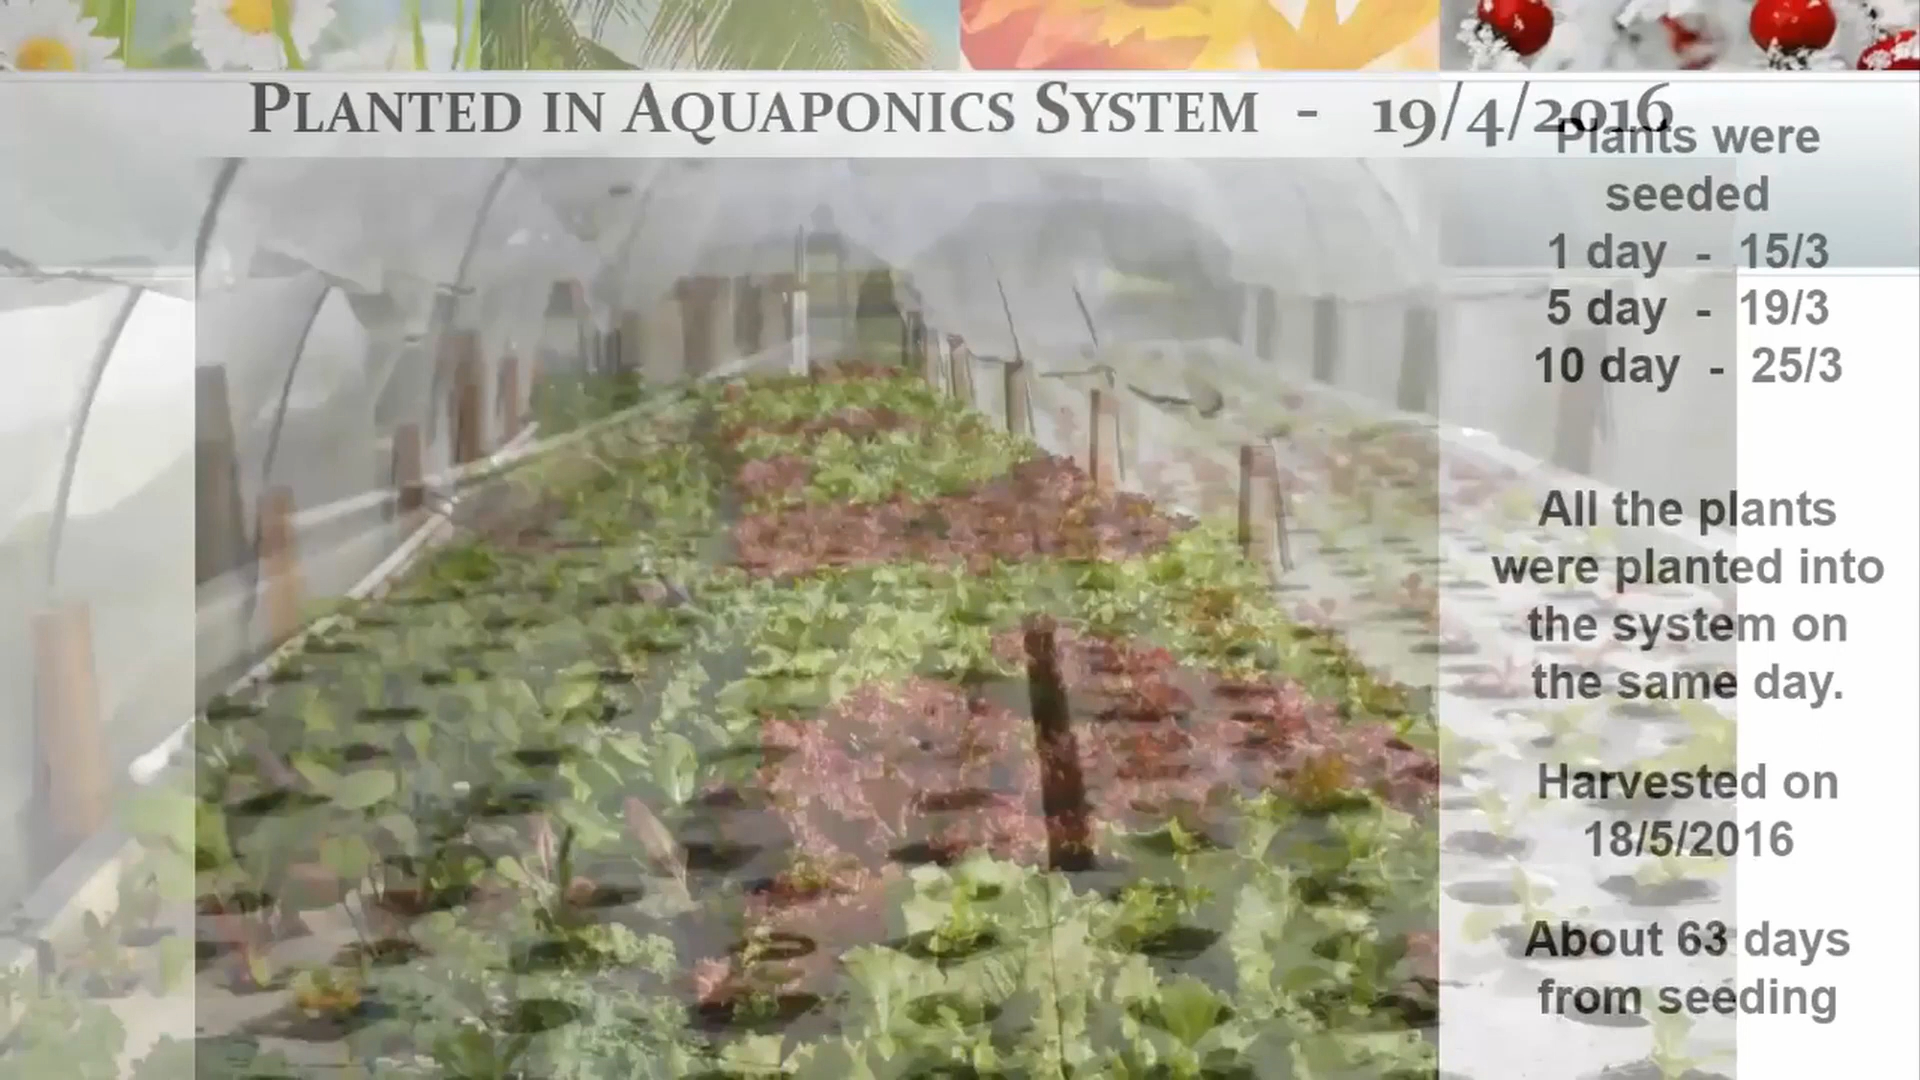 PLANTED IN AQUAPONICS SYSTEM - 19/4/2016
Plants were
seeded
1 day - 15/3
5 day - 19/3
10 day - 25/3
All the plants
were planted into
the system on
the same day.
Harvested on
18/5/2016
About 63 days
from seeding